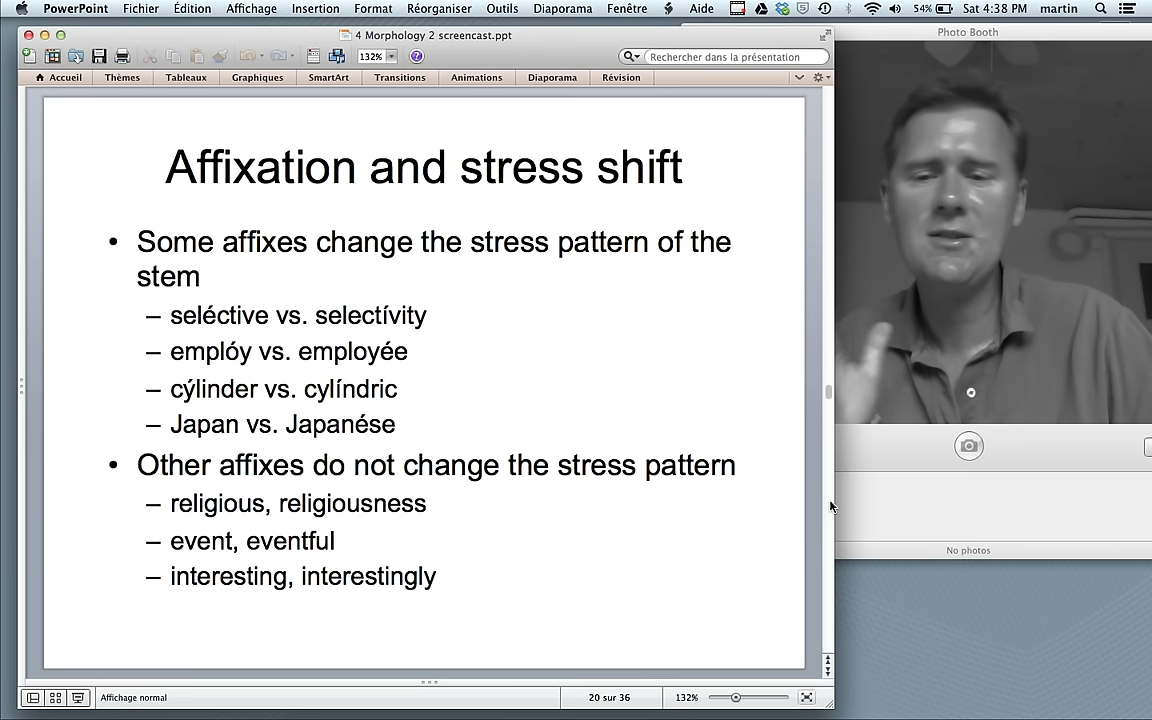 PowerPoint Fichier Édition Affichage Insertion Format Réorganiser Outils Diaporama Fenêtre Aide 54% Sat 4:38 PM martin
4 Morphology 2 screencast.ppt
132% Rechercher dans la présentation
Accueil Thèmes Tableaux Graphiques SmartArt Transitions Animations Diaporama Révision
Photo Booth
Affixation and stress shift
• Some affixes change the stress pattern of the
stem
– seléctive vs. selectívity
– emplóy vs. employée
– cýlinder vs. cylíndric
– Japan vs. Japanése
• Other affixes do not change the stress pattern
– religious, religiousness
– event, eventful
– interesting, interestingly
No photos
Affichage normal 20 sur 36 132%